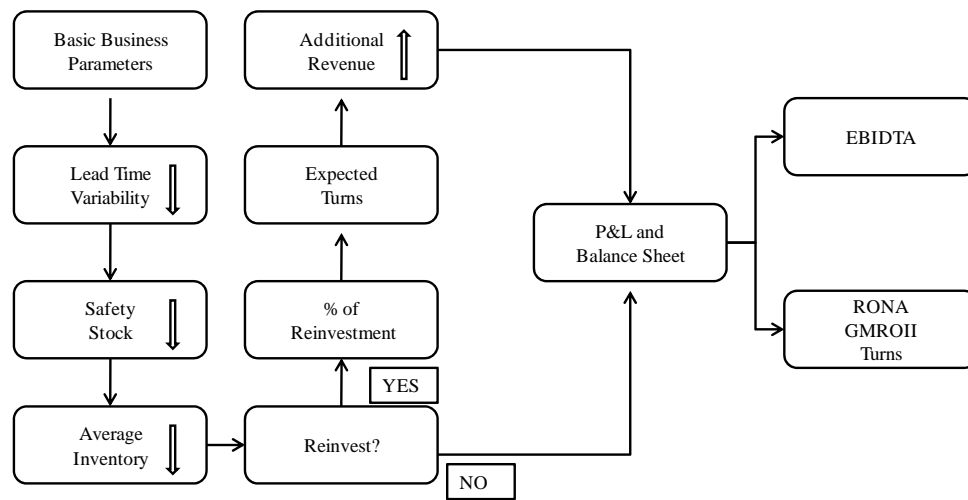 Basic Business
Parameters
Lead Time
Variability
Safety
Stock
Average
Inventory
Reinvest?
YES
NO
% of
Reinvestment
Expected
Turns
Additional
Revenue
P&L and
Balance Sheet
EBIDTA
RONA
GMROII
Turns